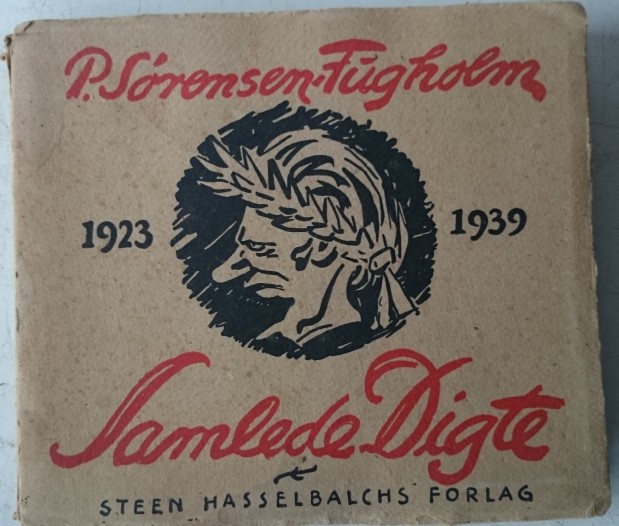 P. Sørensen-Fugholm
1923 1939
Samlede Digte
STEEN HASSELBALCHS FORLAG